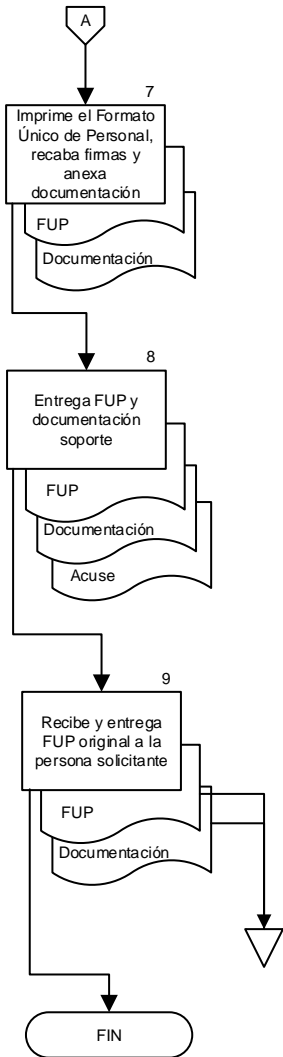 A
7
Imprime el Formato
Único de Personal,
recaba firmas y
anexa
documentación
FUP
Documentación
8
Entrega FUP y
documentación
soporte
FUP
Documentación
Acuse
9
Recibe y entrega
FUP original a la
persona solicitante
FUP
Documentación
FIN